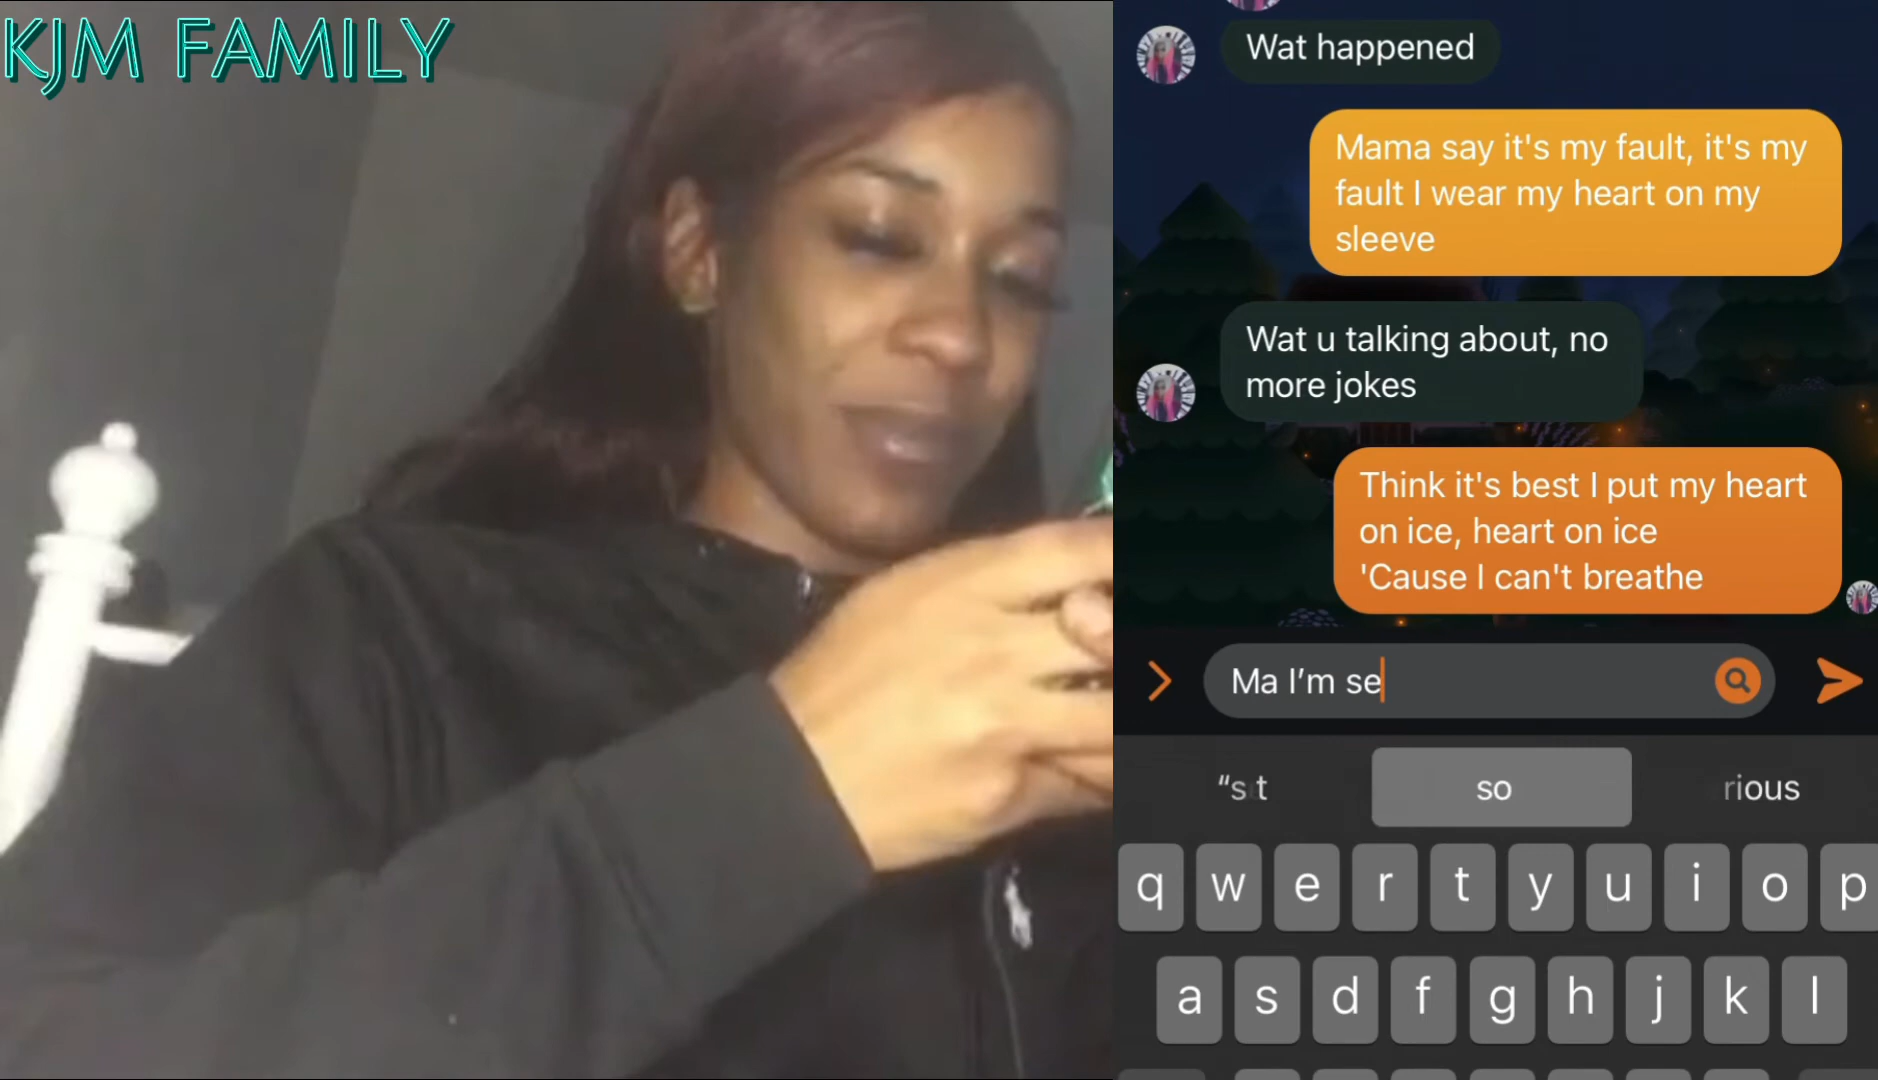 KJM FAMILY
Wat happened
Mama say it's my fault, it's my
fault I wear my heart on my
sleeve
Wat u talking about, no
more jokes
Think it's best I put my heart
on ice, heart on ice
'Cause I can't breathe
Ma I’m se
so
rious
q w e r t y u i o p
a s d f g h j k l